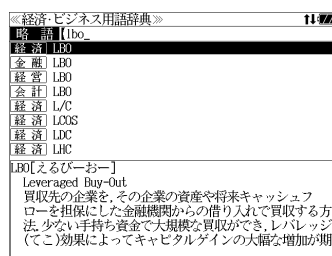 ≪経済･ビジネス用語辞典≫
略 語【lbo_
経 済 LBO
金 融 LBO
経 営 LBO
会 計 LBO
経 済 L/C
経 済 LCOS
経 済 LDC
経 済 LHC
LBO[えるびーおー]
Leveraged Buy-Out
買収先の企業を,その企業の資産や将来キャッシュフ
ローを担保にした金融機関からの借り入れで買収する方
法.少ない手持ち資金で大規模な買収ができ,レバレッジ
(てこ)効果によってキャピタルゲインの大幅な増加が期